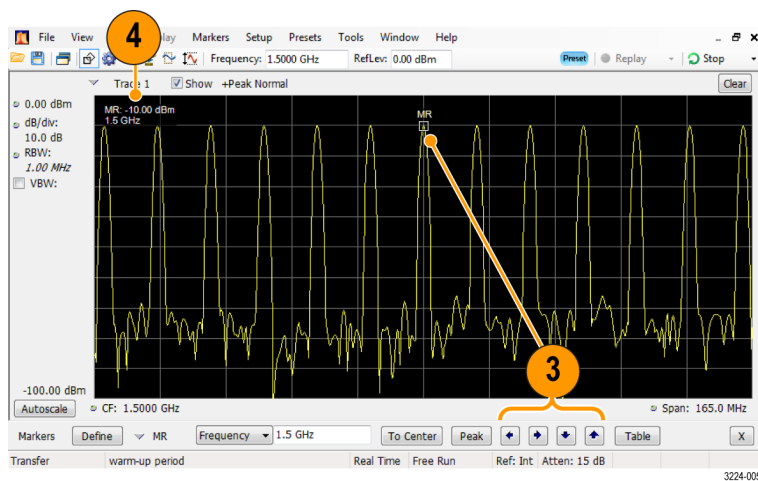 File View lay Markers Setup Presets Tools Window Help
Frequency: 1.5000 GHz RefLev: 0.00 dBm Preset Replay Stop
4
Trace 1 Show +Peak Normal Clear
0.00 dBm
dB/div:
10.0 dB
RBW:
1.00 MHz
VBW:
MR: -10.00 dBm
1.5 GHz
MR
3
-100.00 dBm
Autoscale CF: 1.5000 GHz Span: 165.0 MHz
Markers Define MR Frequency 1.5 GHz To Center Peak Table X
Transfer warm-up period Real Time Free Run Ref: Int Atten: 15 dB
3224-005